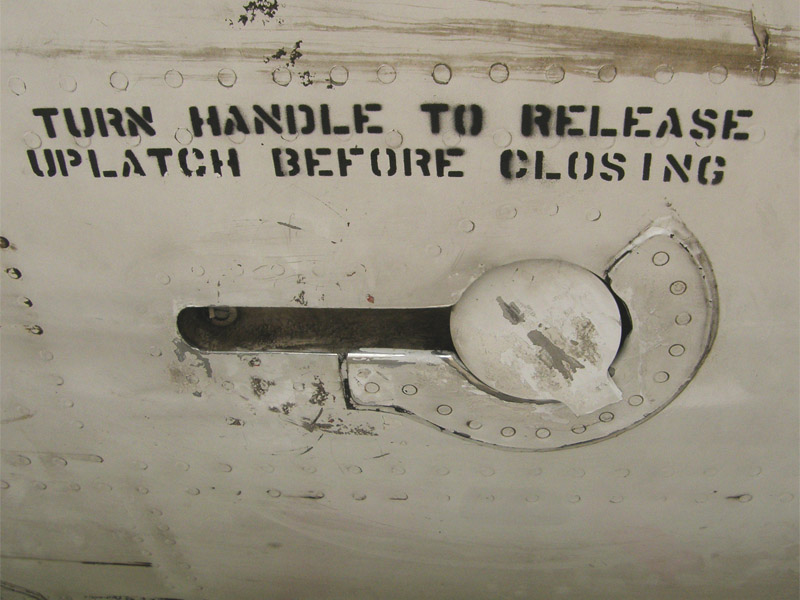 TURN HANDLE TO RELEASE
UPLATCH BEFORE CLOSING